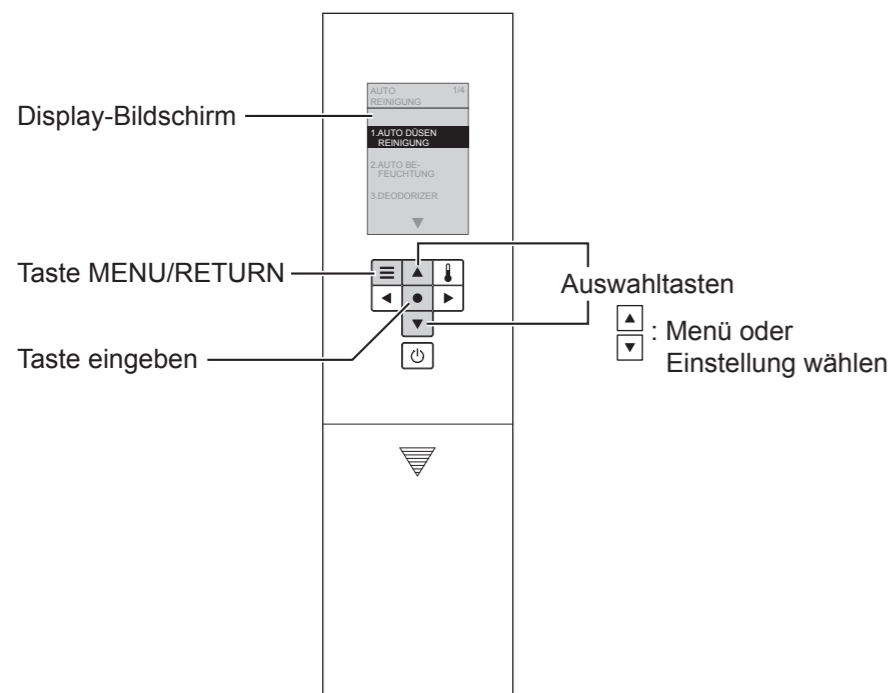 AUTO 1/4
REINIGUNG
Display-Bildschirm
1.AUTO DÜSEN
REINIGUNG
2.AUTO BE-
FEUCHTUNG
3.DEODORIZER
Taste MENU/RETURN
Auswahltasten
: Menü oder
Einstellung wählen
Taste eingeben